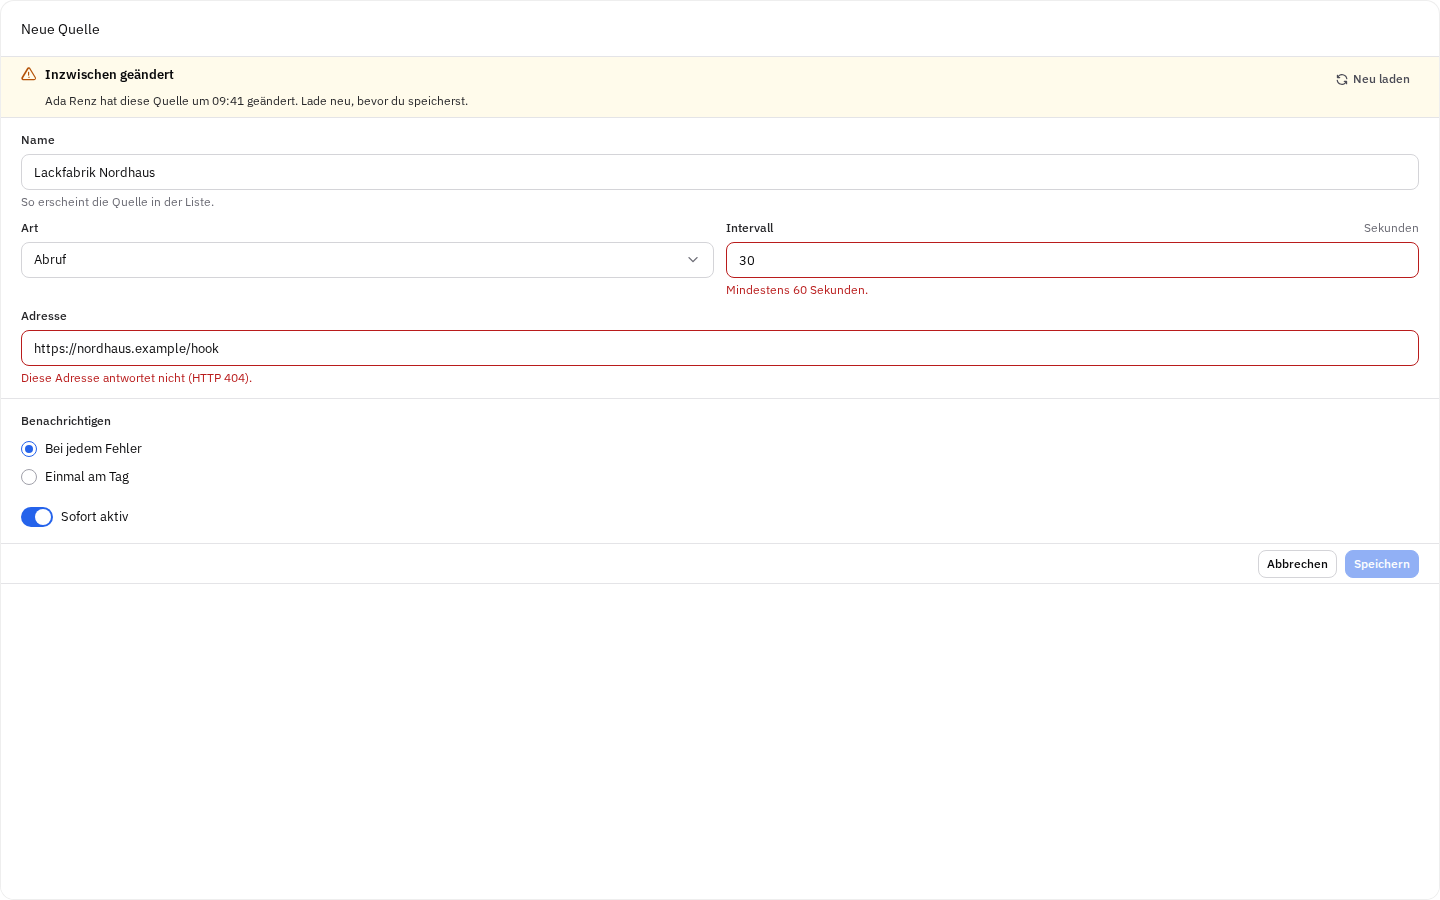 Neue Quelle
Inzwischen geändert
Neu laden
Ada Renz hat diese Quelle um 09:41 geändert. Lade neu, bevor du speicherst.
Name
Lackfabrik Nordhaus
So erscheint die Quelle in der Liste.
Art
Intervall
Sekunden
Abruf
30
Mindestens 60 Sekunden.
Adresse
https://nordhaus.example/hook
Diese Adresse antwortet nicht (HTTP 404).
Benachrichtigen
Bei jedem Fehler
Einmal am Tag
Sofort aktiv
Abbrechen
Speichern